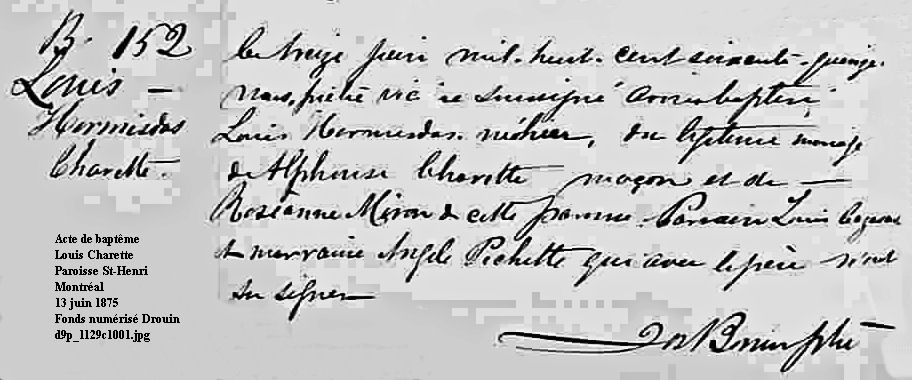 B. 152
Louis —
Hormisdas
Charette.
Le treize juin mil-huit-cent soixante-quinze
nous, prêtre vic re soussigné avons baptisé
Louis Hormisdas né hier, du légitime mariage
de Alphonse Charette maçon et de —
Roséanne Miron de cette paroisse. Parrain Louis
et marraine Angèle Pichette qui avec le père n'ont
su signer
Acte de baptême
Louis Charette
Paroisse St-Henri
Montréal
13 juin 1875
Fonds numérisé Drouin
d9p_1129c1001.jpg